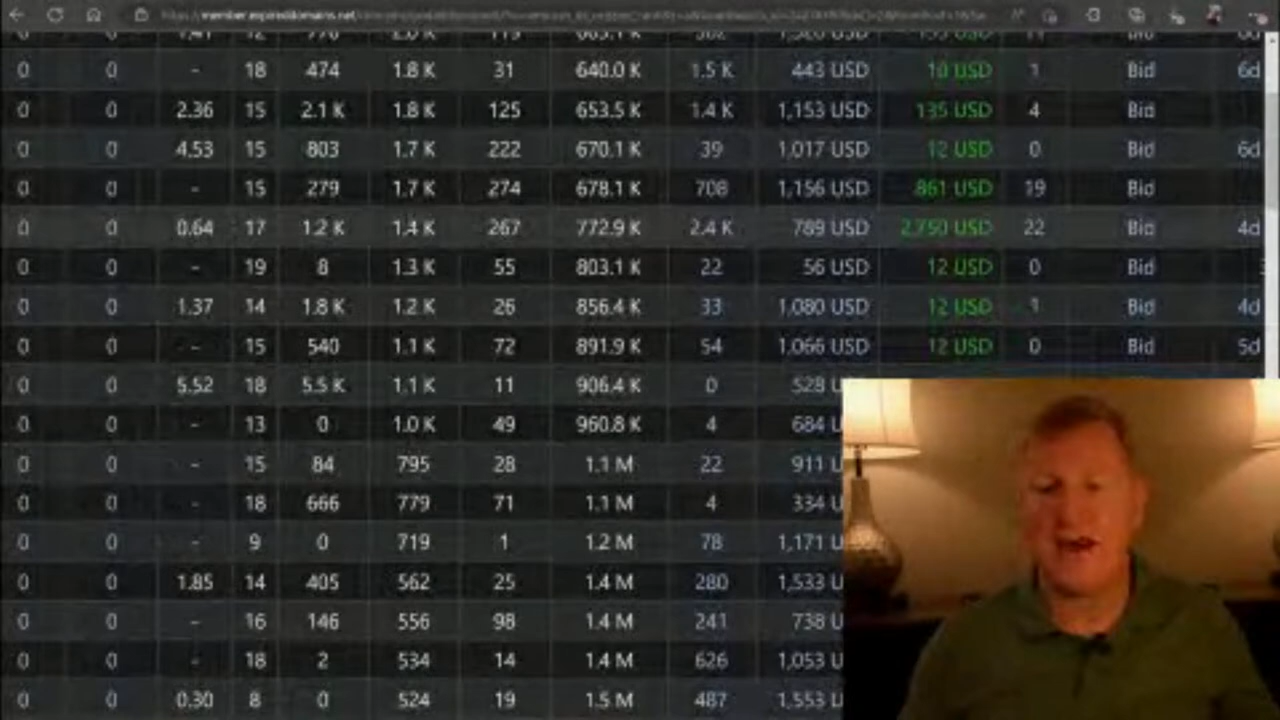 member.expireddomains.net
0 0 - 18 474 1.8 K 31 640.0 K 1.5 K 443 USD 10 USD 1 Bid 6d
0 0 2.36 15 2.1 K 1.8 K 125 653.5 K 1.4 K 1,153 USD 135 USD 4 Bid
0 0 4.53 15 803 1.7 K 222 670.1 K 39 1,017 USD 12 USD 0 Bid 6d
0 0 - 15 279 1.7 K 274 678.1 K 708 1,156 USD 861 USD 19 Bid
0 0 0.64 17 1.2 K 1.4 K 267 772.9 K 2.4 K 789 USD 2,750 USD 22 Bid 4d
0 0 - 19 8 1.3 K 55 803.1 K 22 56 USD 12 USD 0 Bid
0 0 1.37 14 1.8 K 1.2 K 26 856.4 K 33 1,080 USD 12 USD 1 Bid 4d
0 0 - 15 540 1.1 K 72 891.9 K 54 1,066 USD 12 USD 0 Bid 5d
0 0 5.52 18 5.5 K 1.1 K 11 906.4 K 0 528 USD
0 0 - 13 0 1.0 K 49 960.8 K 4 684 U
0 0 - 15 84 795 28 1.1 M 22 911 U
0 0 - 18 666 779 71 1.1 M 4 334 U
0 0 - 9 0 719 1 1.2 M 78 1,171 U
0 0 1.85 14 405 562 25 1.4 M 280 1,533 U
0 0 - 16 146 556 98 1.4 M 241 738 U
0 0 - 18 2 534 14 1.4 M 626 1,053 U
0 0 0.30 8 0 524 19 1.5 M 487 1,553 U